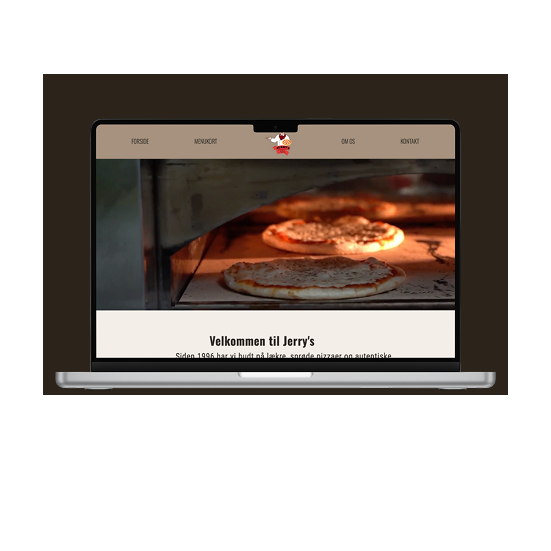 FORSIDE MENUKORT OM OS KONTAKT
Velkommen til Jerry's
Siden 1996 har vi budt på lækre, sprøde pizzaer og autentiske